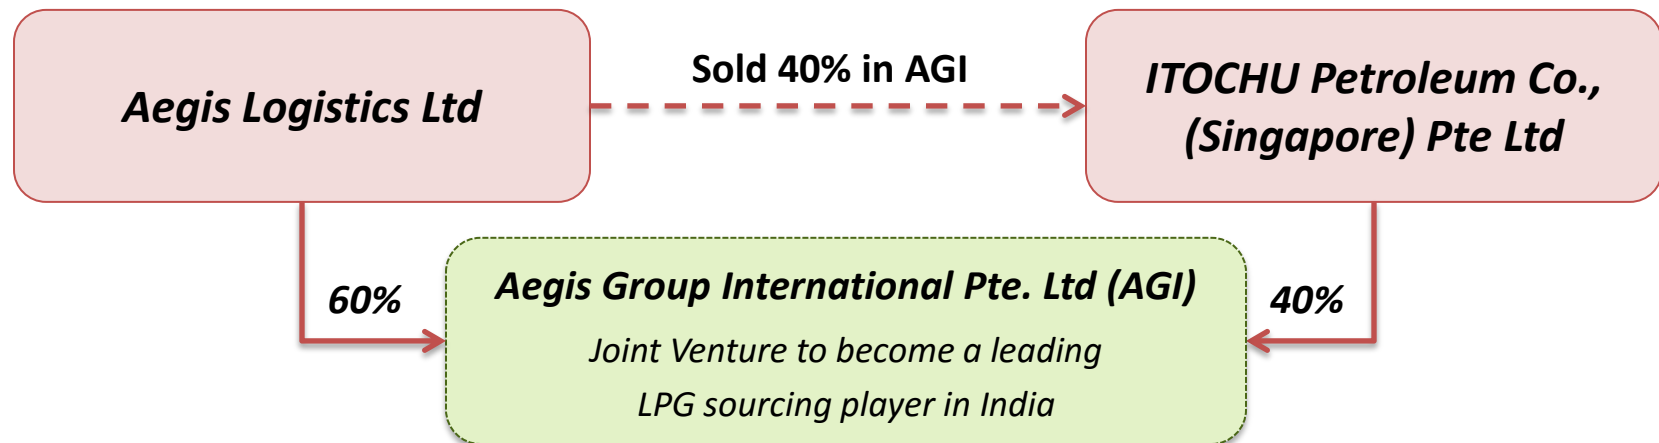 Aegis Logistics Ltd
Sold 40% in AGI
ITOCHU Petroleum Co.,
(Singapore) Pte Ltd
60%
Aegis Group International Pte. Ltd (AGI)
Joint Venture to become a leading
LPG sourcing player in India
40%